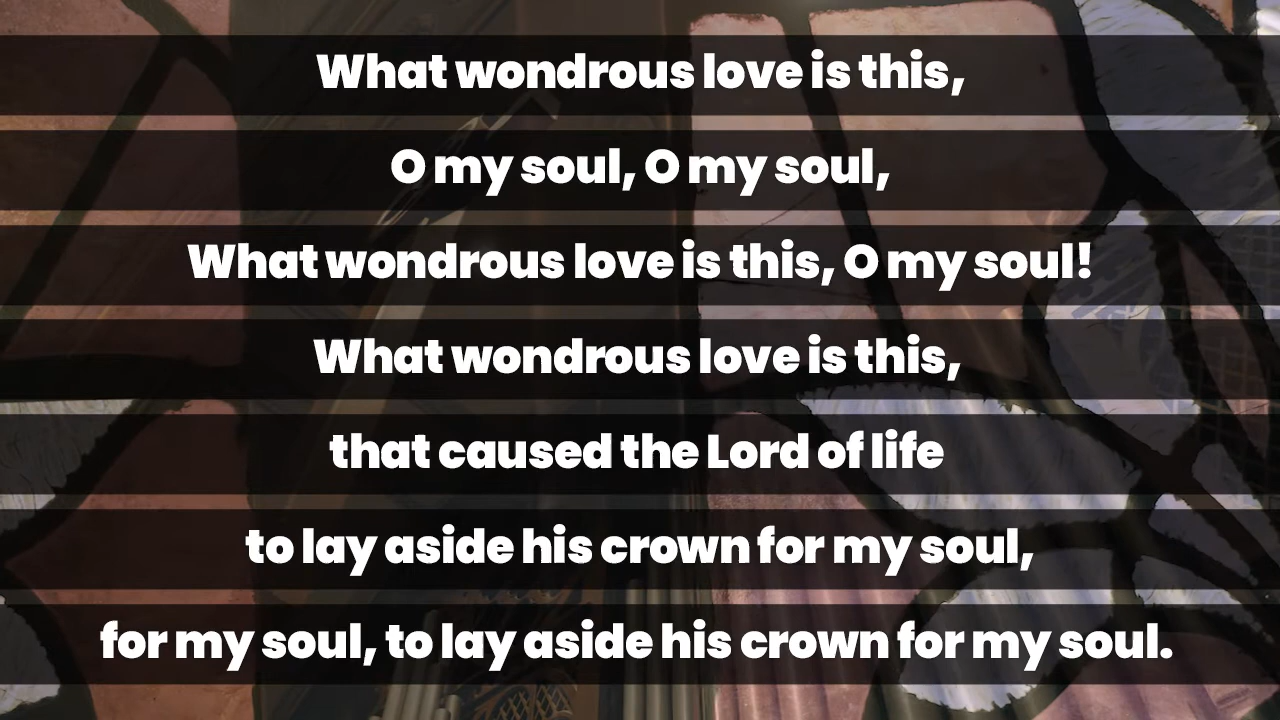 What wondrous love is this,
O my soul, O my soul,
What wondrous love is this, O my soul!
What wondrous love is this,
that caused the Lord of life
to lay aside his crown for my soul,
for my soul, to lay aside his crown for my soul.